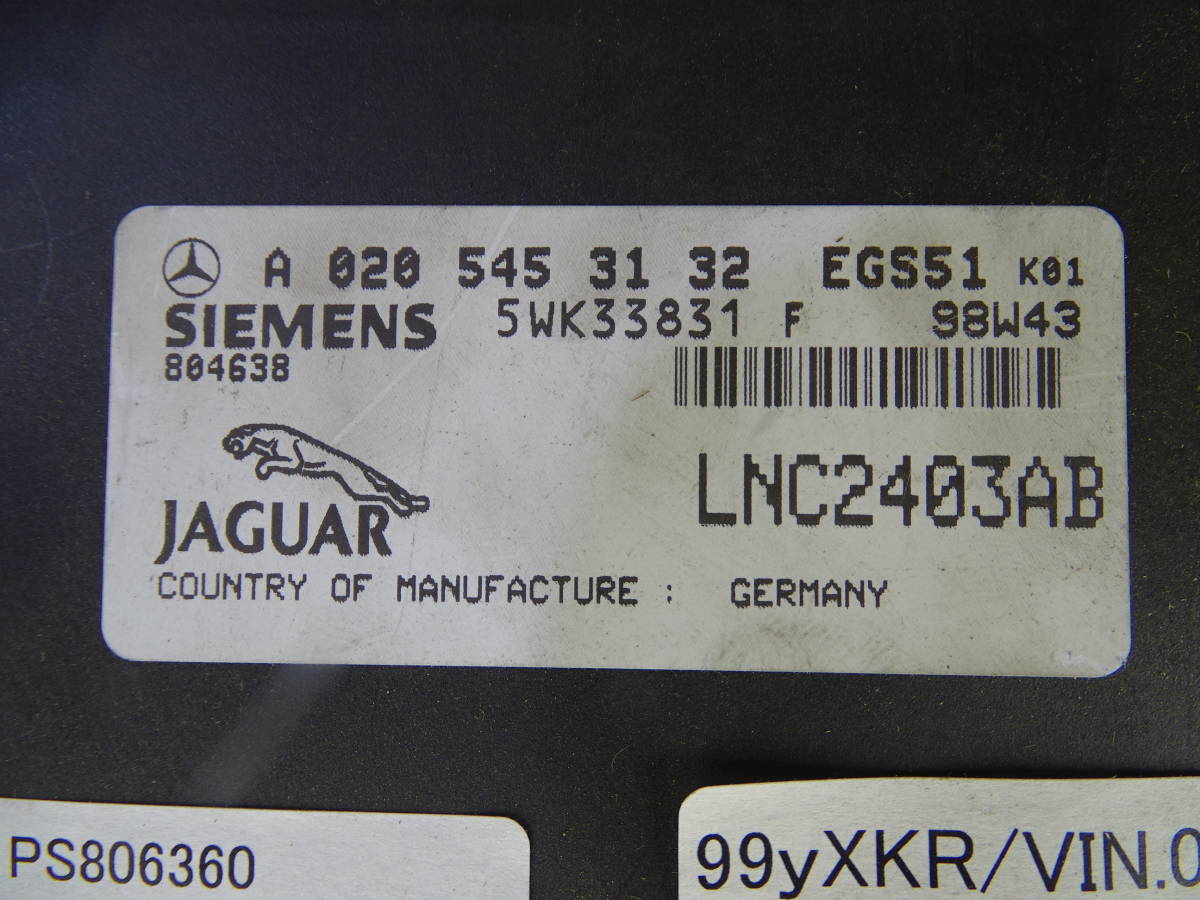 A 020 545 31 32 EGS51 K01
SIEMENS 5WK33831 F 98W43
804638
LNC2403AB
JAGUAR
COUNTRY OF MANUFACTURE : GERMANY
PS806360
99yXKR/VIN.0